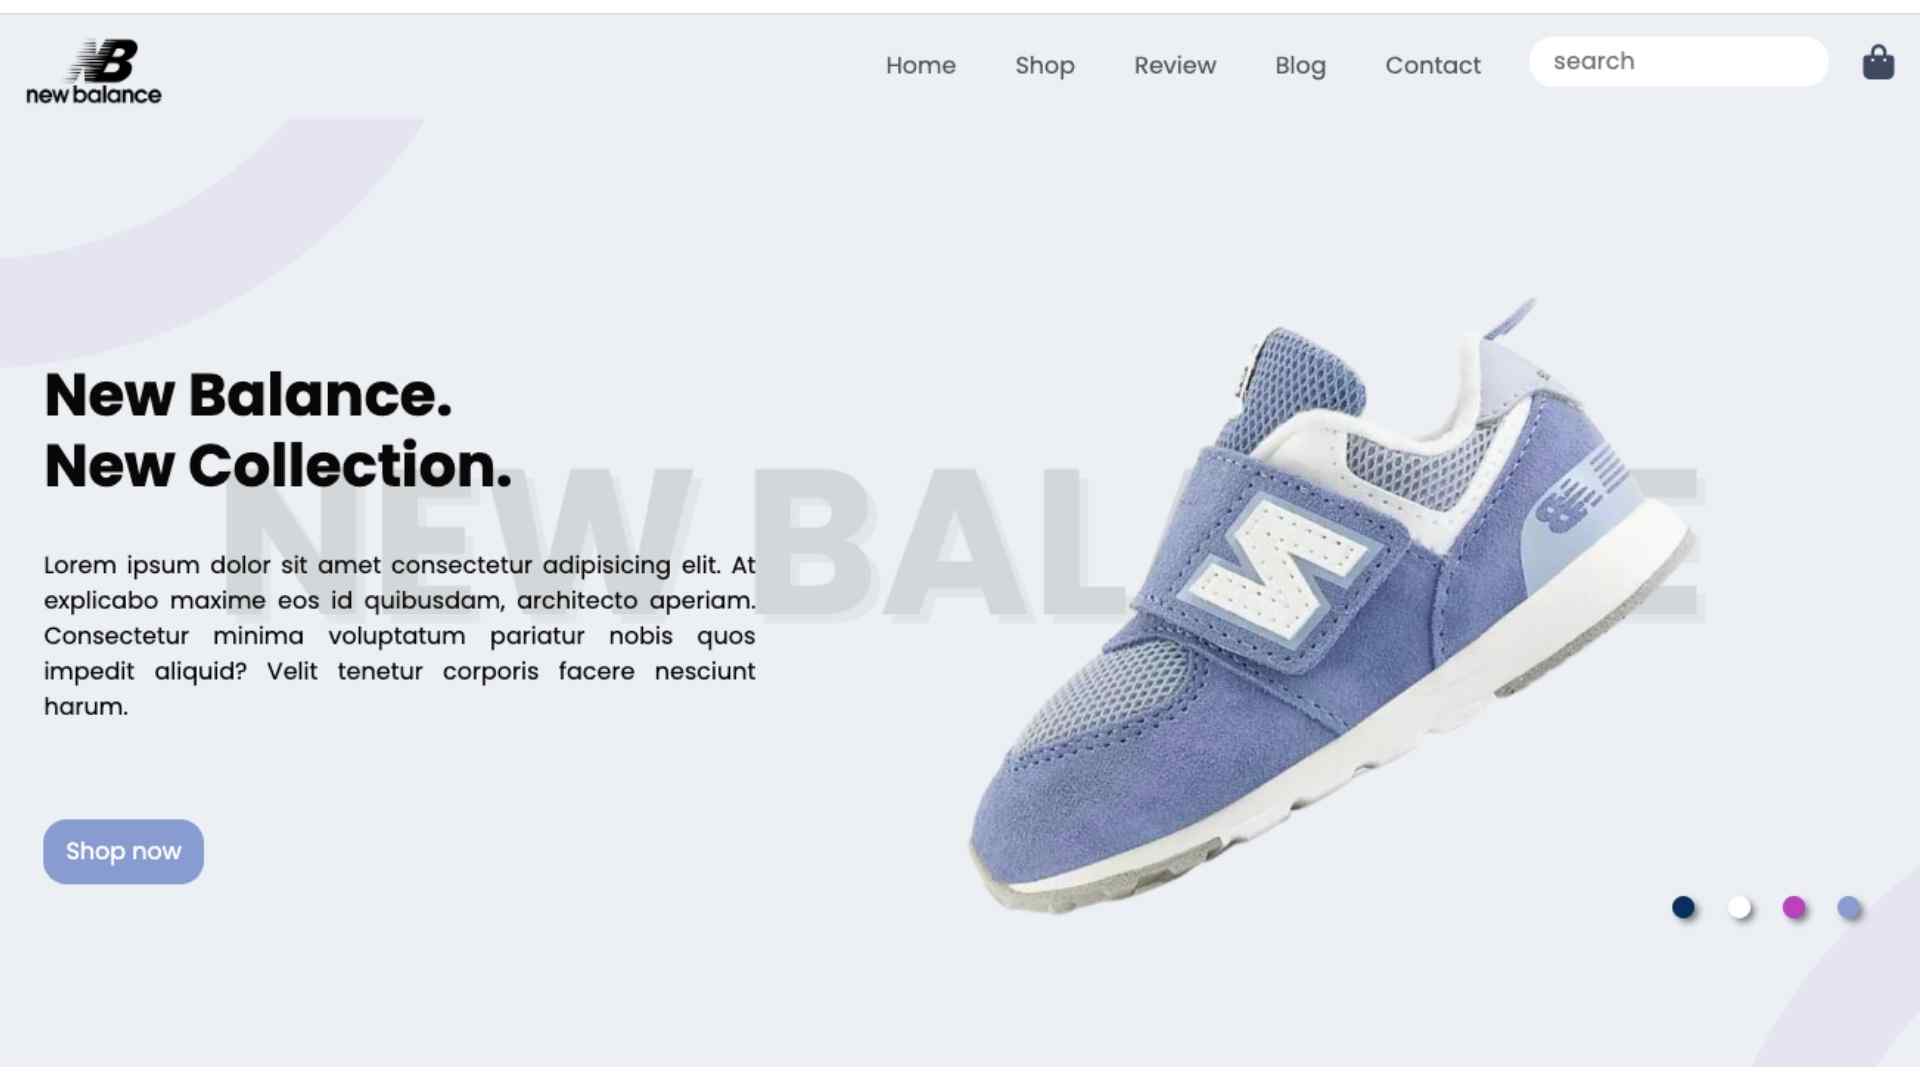 NB
new balance
Home Shop Review Blog Contact search
New Balance.
New Collection.
NEW BAL E
Lorem ipsum dolor sit amet consectetur adipisicing elit. At
explicabo maxime eos id quibusdam, architecto aperiam.
Consectetur minima voluptatum pariatur nobis quos
impedit aliquid? Velit tenetur corporis facere nesciunt
harum.
Shop now
N
NB